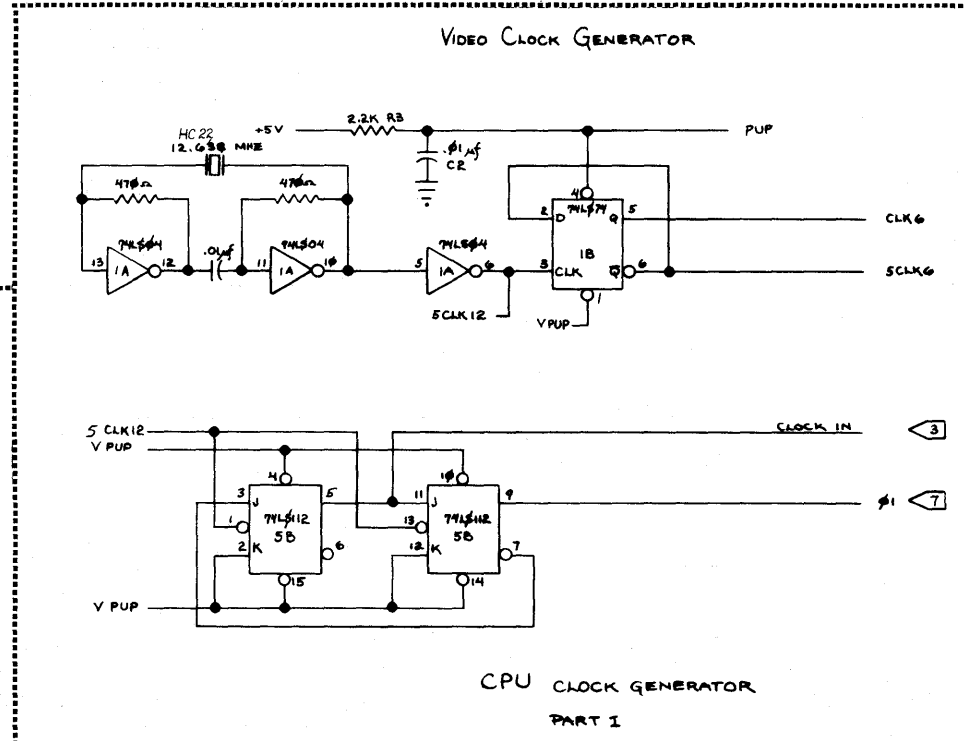 VIDEO CLOCK GENERATOR
HC22
12.638 MHZ
+5V
2.2K R3
PUP
.01 µf
C2
470Ω
470Ω
74LS04
13
1A
12
.01µf
74LS04
11
1A
10
74LS04
5
1A
6
5CLK12
4
74LS74
2
D
Q
5
1B
3
CLK
Q
6
1
VPUP
CLK6
5CLK6
5 CLK12
V PUP
CLOCK IN
3
4
10
3
J
5
11
J
9
Φ1
7
74LS112
5B
74LS112
5B
1
13
2
K
6
12
K
7
15
14
V PUP
CPU CLOCK GENERATOR
PART I